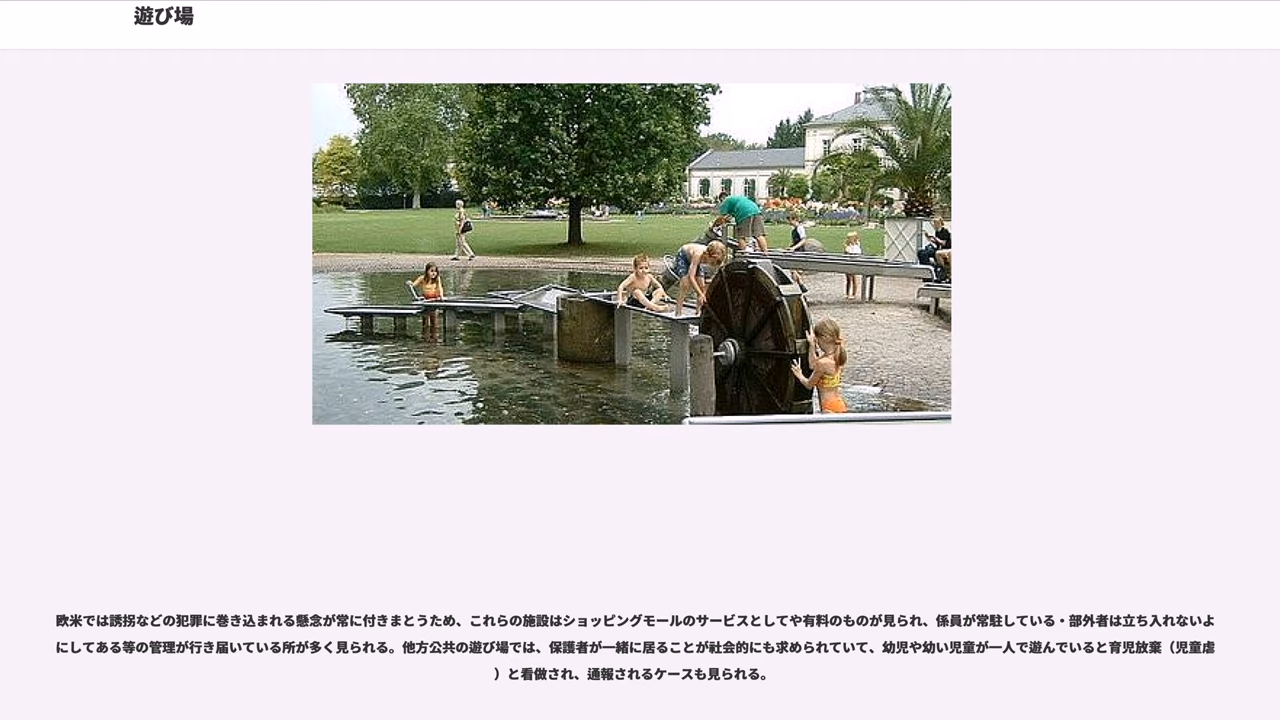 遊び場
欧米では誘拐などの犯罪に巻き込まれる懸念が常に付きまとうため、これらの施設はショッピングモールのサービスとしてや有料のものが見られ、係員が常駐している・部外者は立ち入れないよ
にしてある等の管理が行き届いている所が多く見られる。他方公共の遊び場では、保護者が一緒に居ることが社会的にも求められていて、幼児や幼い児童が一人で遊んでいると育児放棄（児童虐
）と看做され、通報されるケースも見られる。